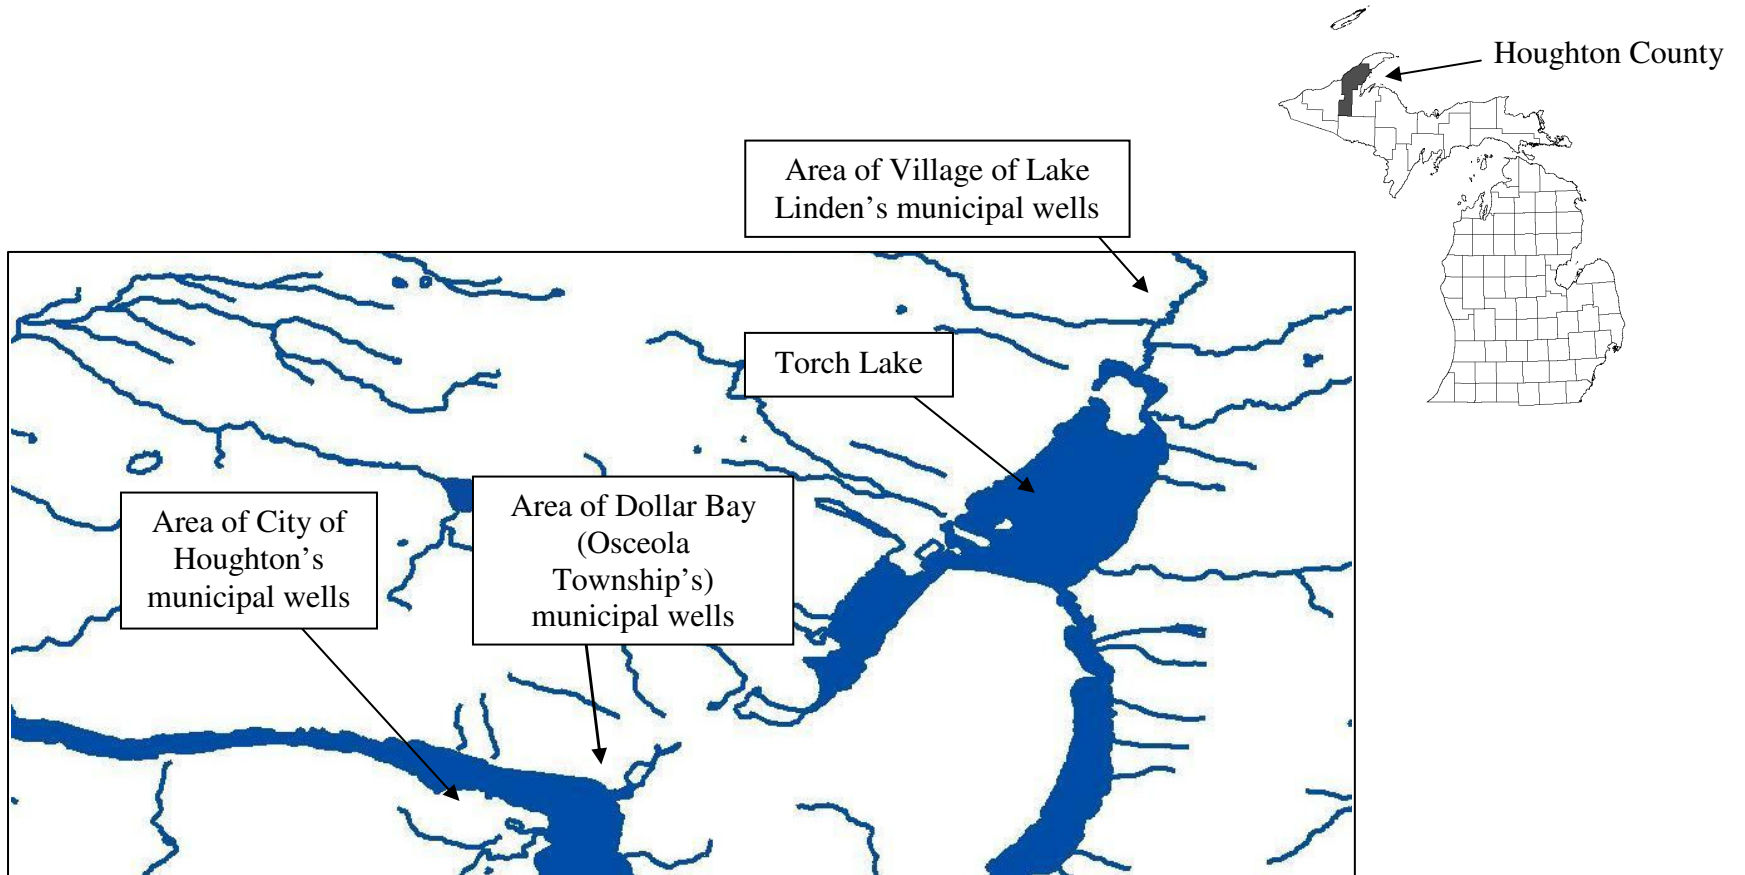 Houghton County
Area of Village of Lake
Linden’s municipal wells
Torch Lake
Area of Dollar Bay
(Osceola
Township’s)
municipal wells
Area of City of
Houghton’s
municipal wells